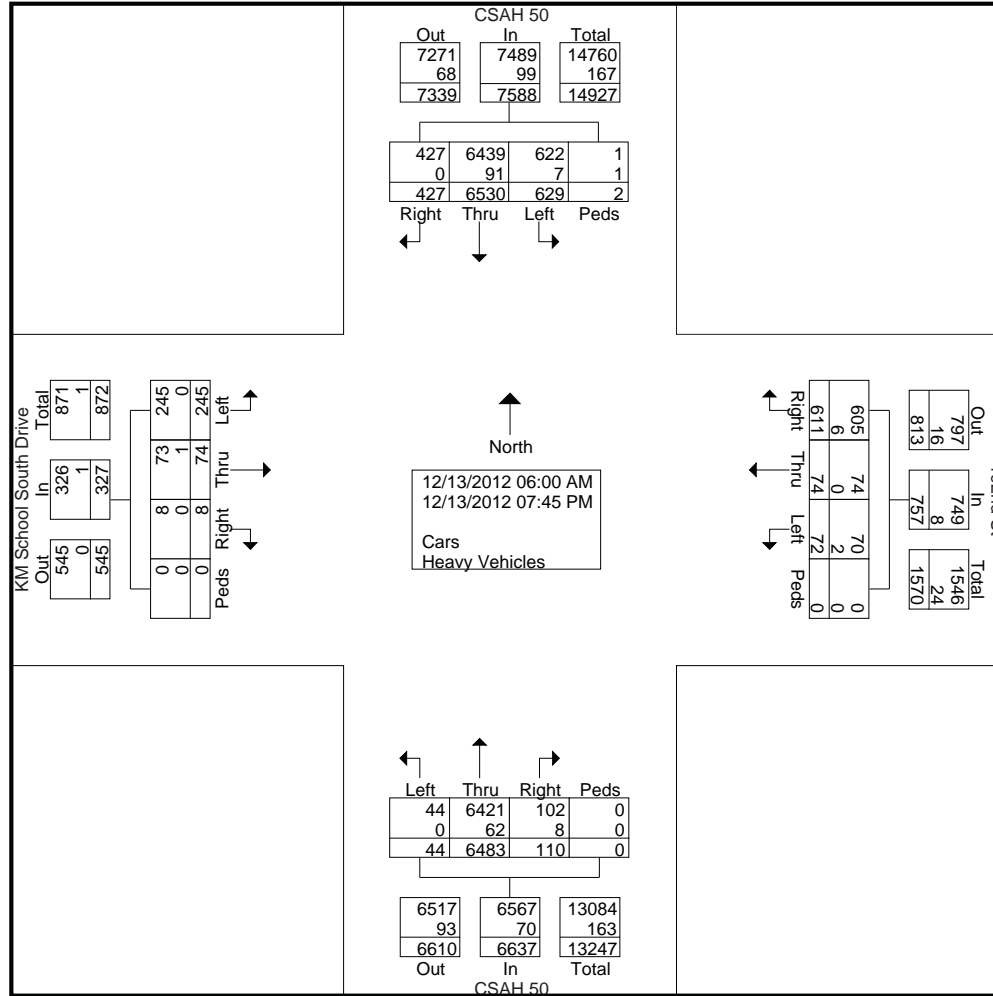 CSAH 50
Out In Total
7271 7489 14760
68 99 167
7339 7588 14927
427 6439 622 1
0 91 7 1
427 6530 629 2
Right Thru Left Peds
KM School South Drive
Total In Out
871 326 545
1 1 0
872 327 545
245 73 8 0
0 1 0 0
245 74 8 0
Left Thru Right Peds
North
12/13/2012 06:00 AM
12/13/2012 07:45 PM
Cars
Heavy Vehicles
Out In Total
797 749 1546
16 8 24
813 757 1570
605 74 70 0
6 0 2 0
611 74 72 0
Right Thru Left Peds
Left Thru Right Peds
44 6421 102 0
0 62 8 0
44 6483 110 0
6517 6567 13084
93 70 163
6610 6637 13247
Out In Total
CSAH 50